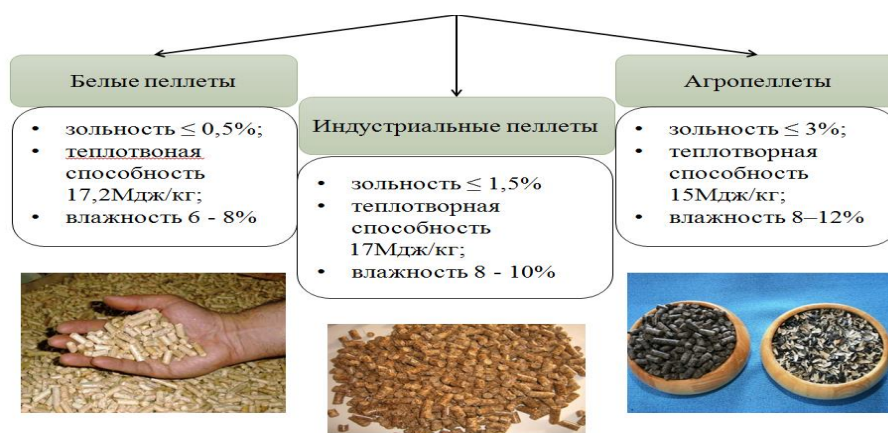 Белые пеллеты
• зольность ≤ 0,5%;
• теплотвоная
способность
17,2Мдж/кг;
• влажность 6 - 8%
Индустриальные пеллеты
• зольность ≤ 1,5%
• теплотворная
способность
17Мдж/кг;
• влажность 8 - 10%
Агропеллеты
• зольность ≤ 3%;
• теплотворная
способность
15Мдж/кг;
• влажность 8–12%